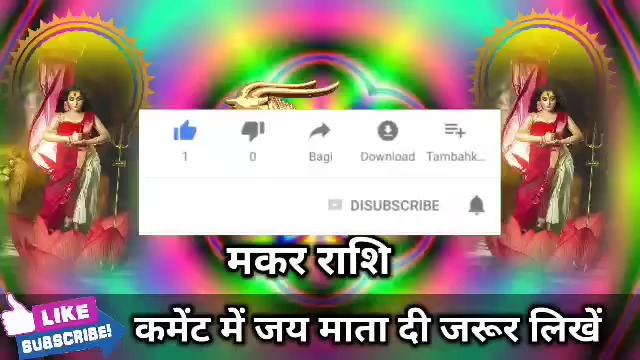 1 0 Bagi Download Tambahk...
DISUBSCRIBE
मकर राशि
LIKE
SUBSCRIBE!
कमेंट में जय माता दी जरूर लिखें